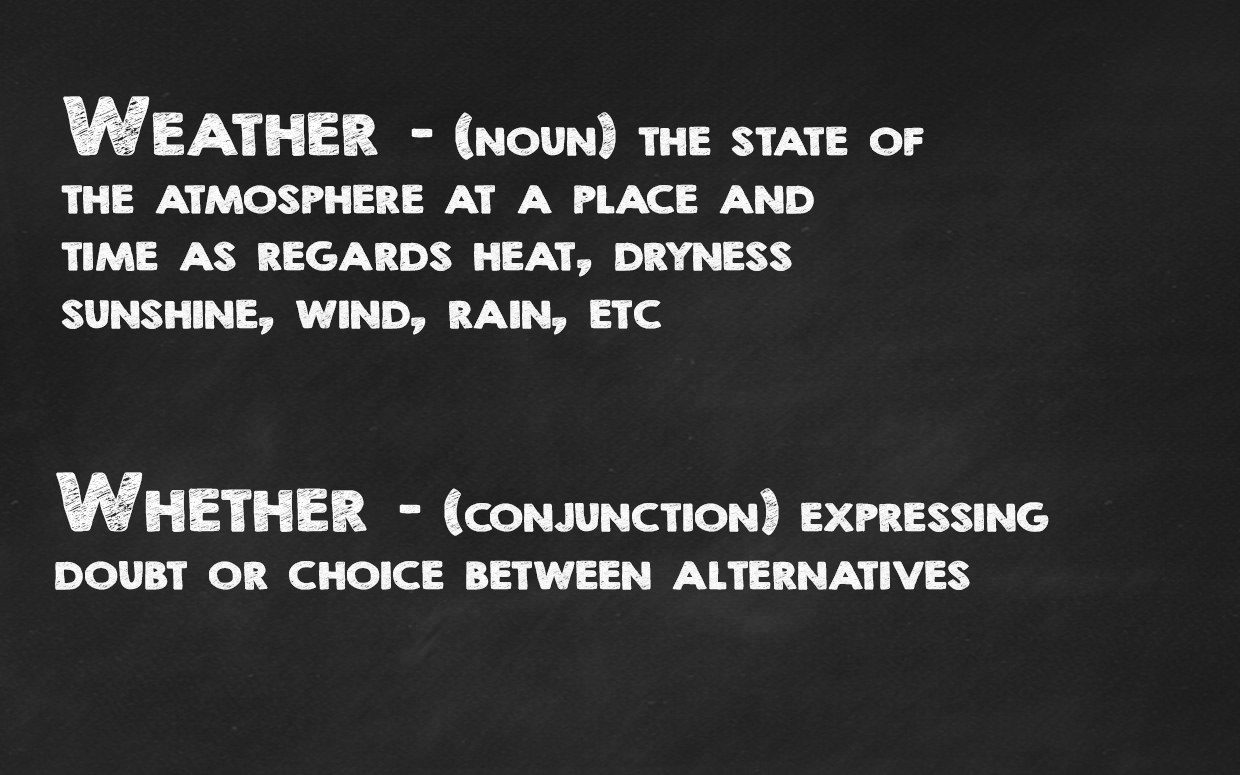 Weather - (noun) the state of
the atmosphere at a place and
time as regards heat, dryness
sunshine, wind, rain, etc
Whether - (conjunction) expressing
doubt or choice between alternatives